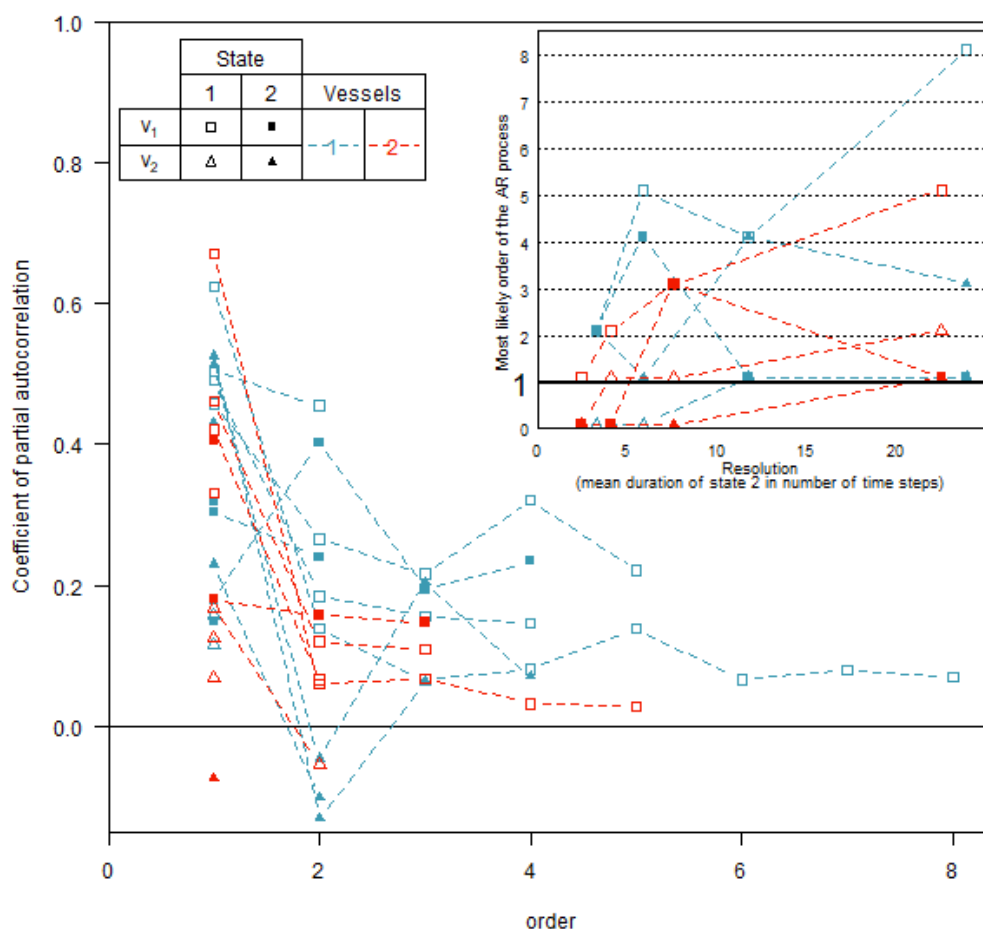 1.0
0.8
0.6
0.4
0.2
0.0
Coefficient of partial autocorrelation
0
2
4
6
8
order
State
1 2 Vessels
V1
V2
1 2
8
7
6
5
4
3
2
1
0
Most likely order of the AR process
0 5 10 15 20
Resolution
(mean duration of state 2 in number of time steps)